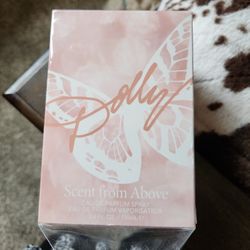 Dolly
Scent from Above
EAU DE PARFUM SPRAY
EAU DE PARFUM VAPORISATEUR